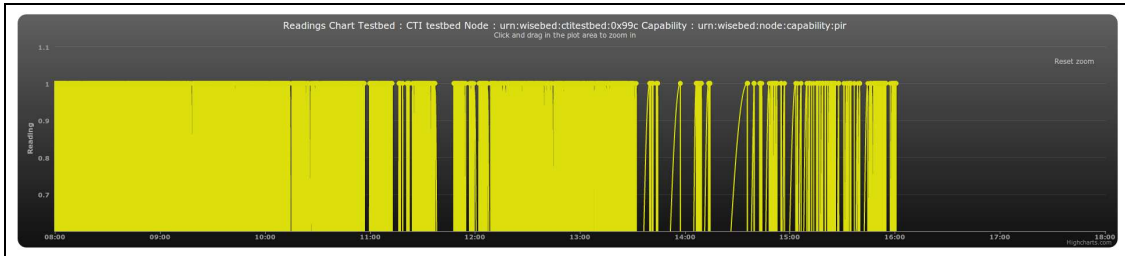 Readings Chart Testbed : CTI testbed Node : urn:wisebed:ctitestbed:0x99c Capability : urn:wisebed:node:capability:pir
Click and drag in the plot area to zoom in
1.1
Reset zoom
1
0.9
Reading
0.8
0.7
08:00 09:00 10:00 11:00 12:00 13:00 14:00 15:00 16:00 17:00 18:00
Highcharts.com